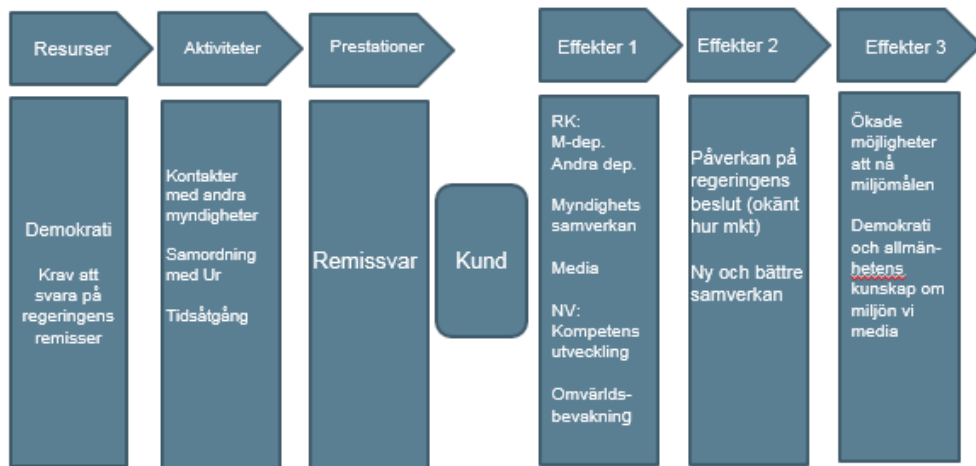 Resurser
Aktiviteter
Prestationer
Effekter 1
Effekter 2
Effekter 3
Demokrati
Krav att
svara på
regeringens
remisser
Kontakter
med andra
myndigheter
Samordning
med Ur
Tidsåtgång
Remissvar
Kund
RK:
M-dep.
Andra dep.
Myndighets
samverkan
Media
NV:
Kompetens
utveckling
Omvärlds-
bevakning
Påverkan på
regeringens
beslut (okänt
hur mkt)
Ny och bättre
samverkan
Ökade
möjligheter
att nå
miljömålen
Demokrati
och allmän-
hetens
kunskap om
miljön vi
media